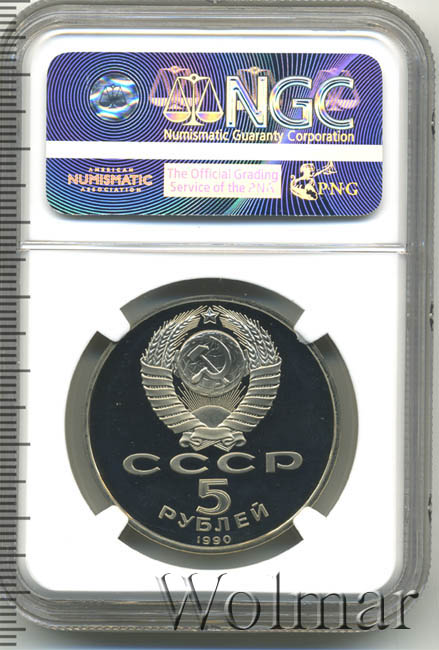 NGC
Numismatic Guaranty Corporation
AMERICAN
NUMISMATIC
ASSOCIATION
The Official Grading
Service of the PNG
PNG
СССР
5
РУБЛЕЙ
1990
Wolmar